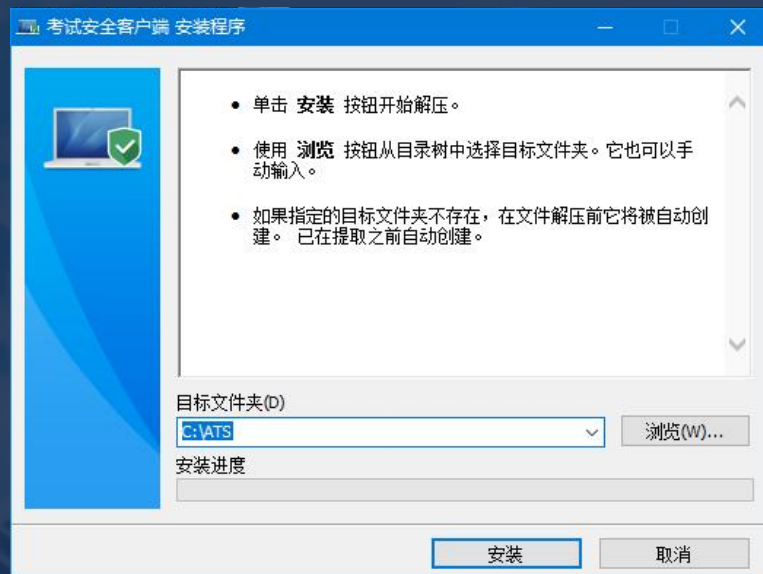 考试安全客户端 安装程序
• 单击 安装 按钮开始解压。
• 使用 浏览 按钮从目录树中选择目标文件夹。它也可以手
动输入。
• 如果指定的目标文件夹不存在，在文件解压前它将被自动创
建。 已在提取之前自动创建。
目标文件夹(D)
C:\ATS
浏览(W)...
安装进度
安装
取消